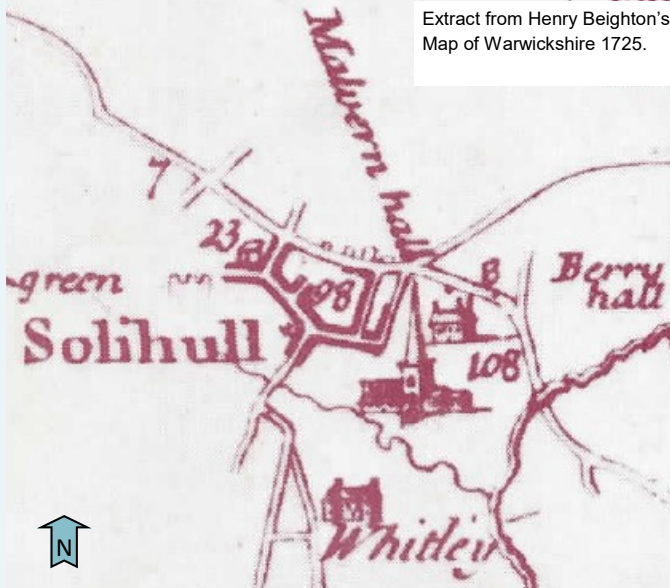 Extract from Henry Beighton's
Map of Warwickshire 1725.
Malvern hall
7
23
98
8
Berry
hall
green
Solihull
108
Whitley
N